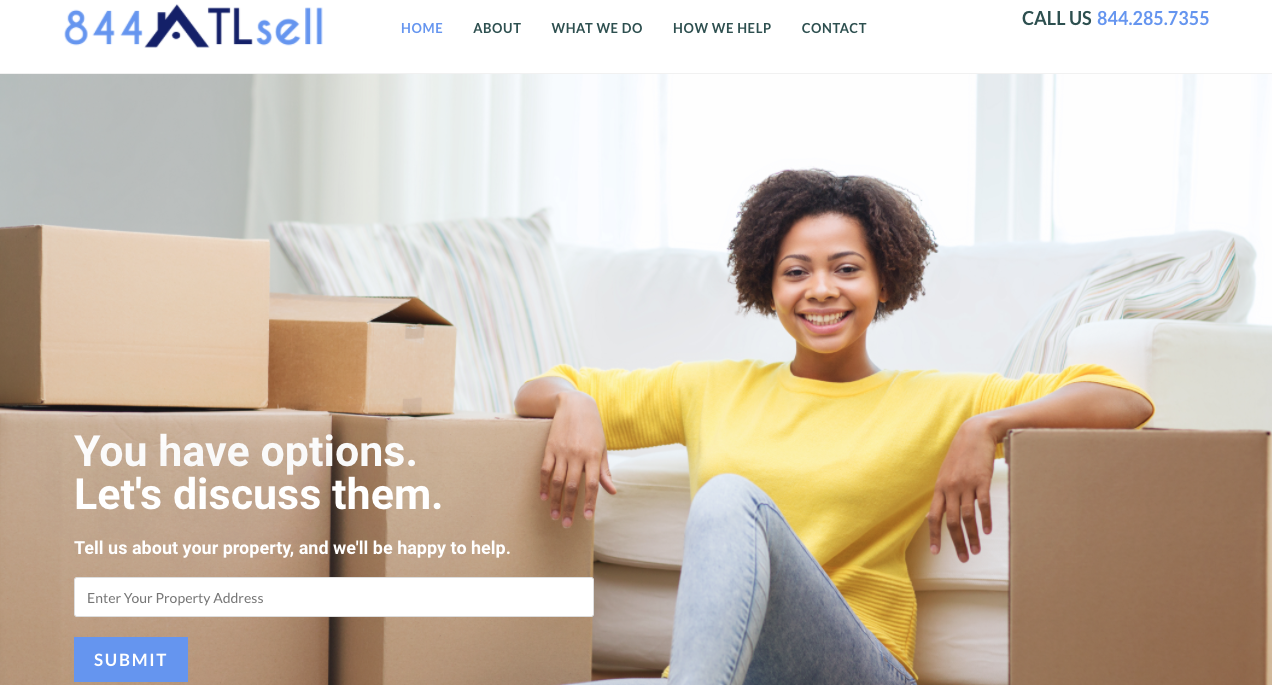 844ATLsell
HOME ABOUT WHAT WE DO HOW WE HELP CONTACT
CALL US 844.285.7355
You have options.
Let's discuss them.
Tell us about your property, and we'll be happy to help.
Enter Your Property Address
SUBMIT